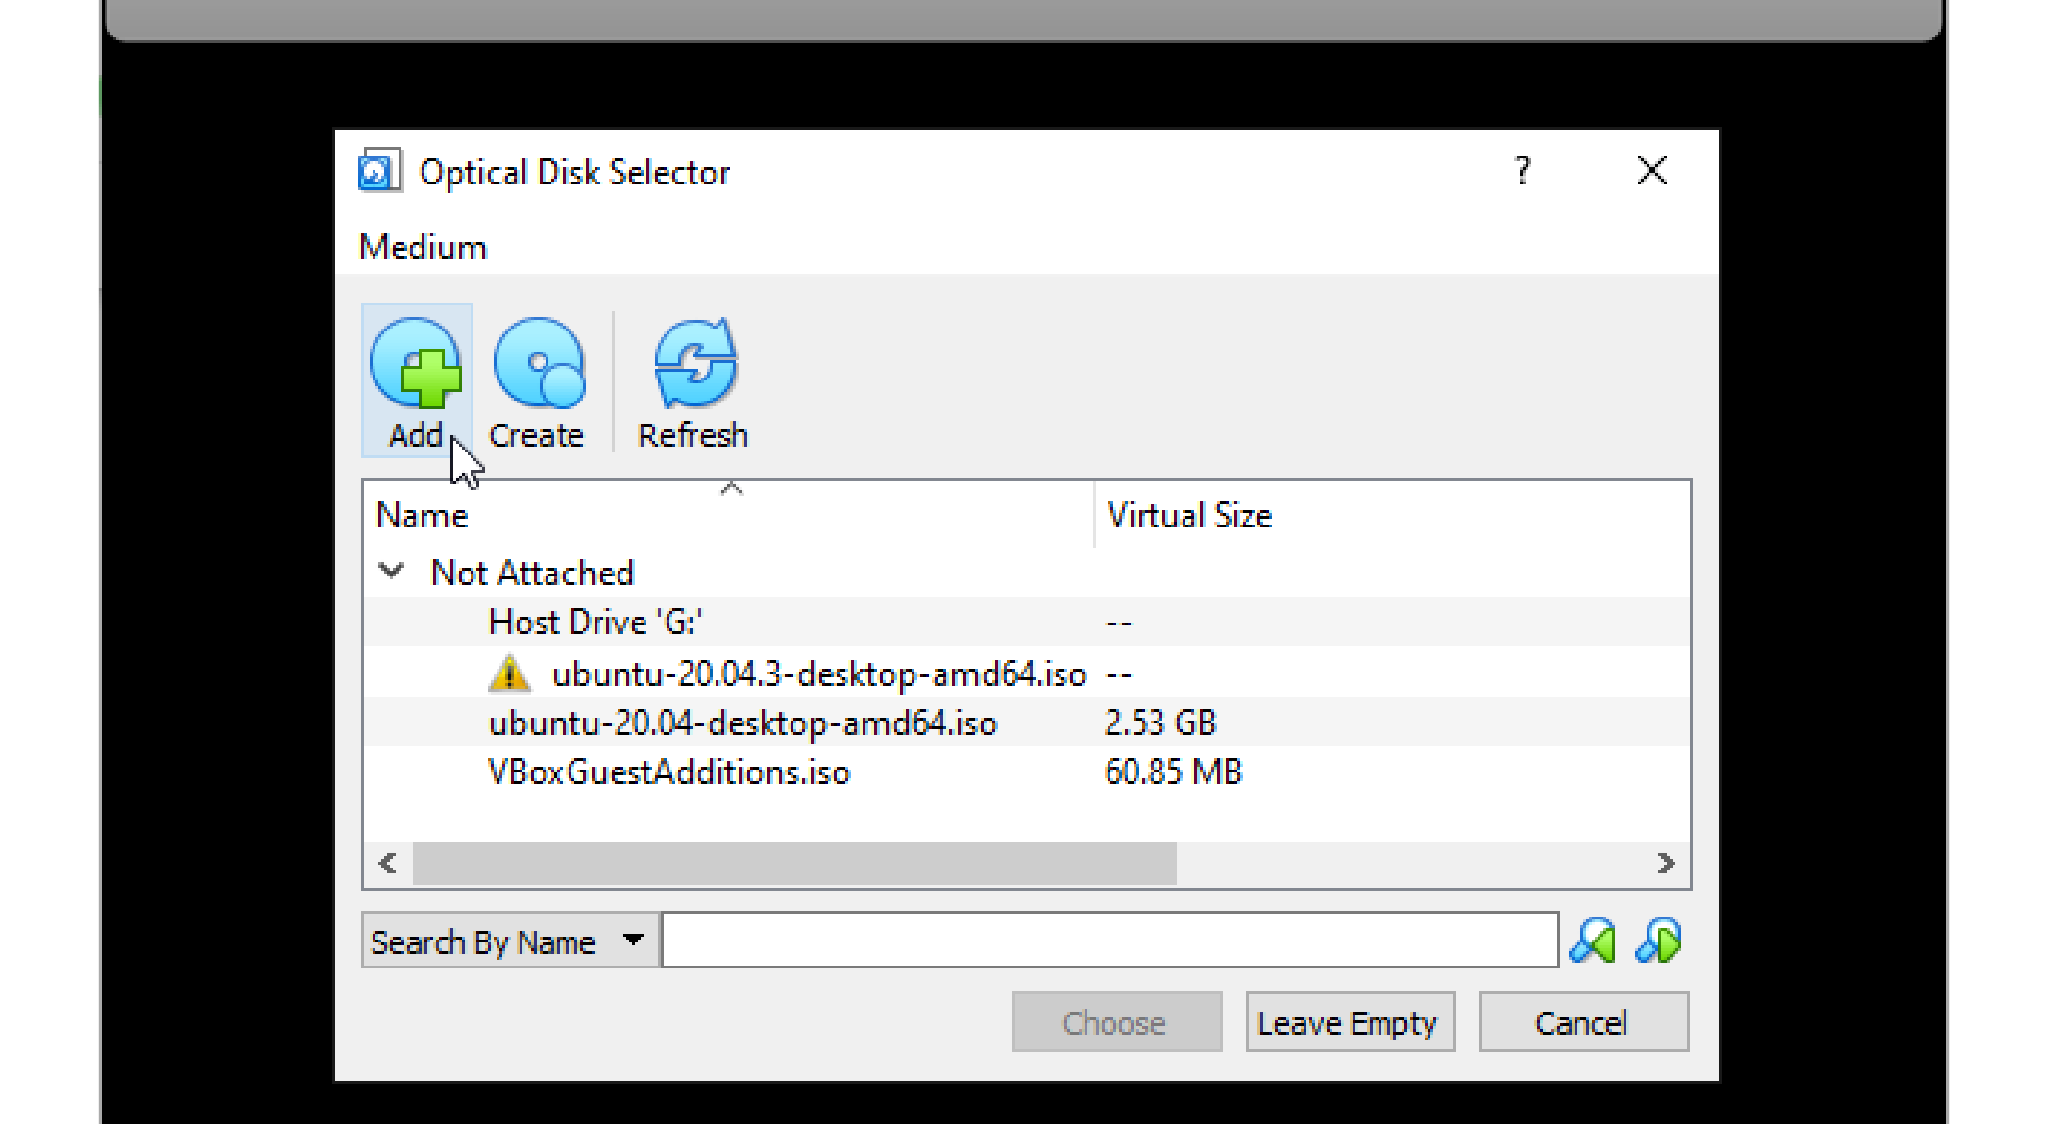 Optical Disk Selector ?
Medium
Add Create Refresh
Name Virtual Size
Not Attached
Host Drive 'G:' --
ubuntu-20.04.3-desktop-amd64.iso --
ubuntu-20.04-desktop-amd64.iso 2.53 GB
VBoxGuestAdditions.iso 60.85 MB
Search By Name
Choose Leave Empty Cancel